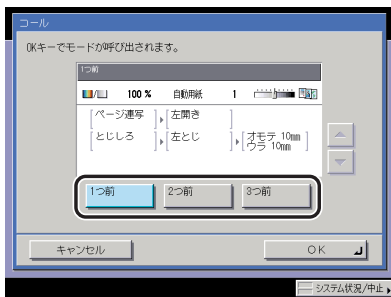 コール
OKキーでモードが呼び出されます。
1つ前
100 % 自動用紙 1
[ページ連写] ▸ [左開き]
[とじしろ] ▸ [左とじ] ▸ [オモテ 10mm
ウラ 10mm]
1つ前 2つ前 3つ前
キャンセル OK
システム状況/中止